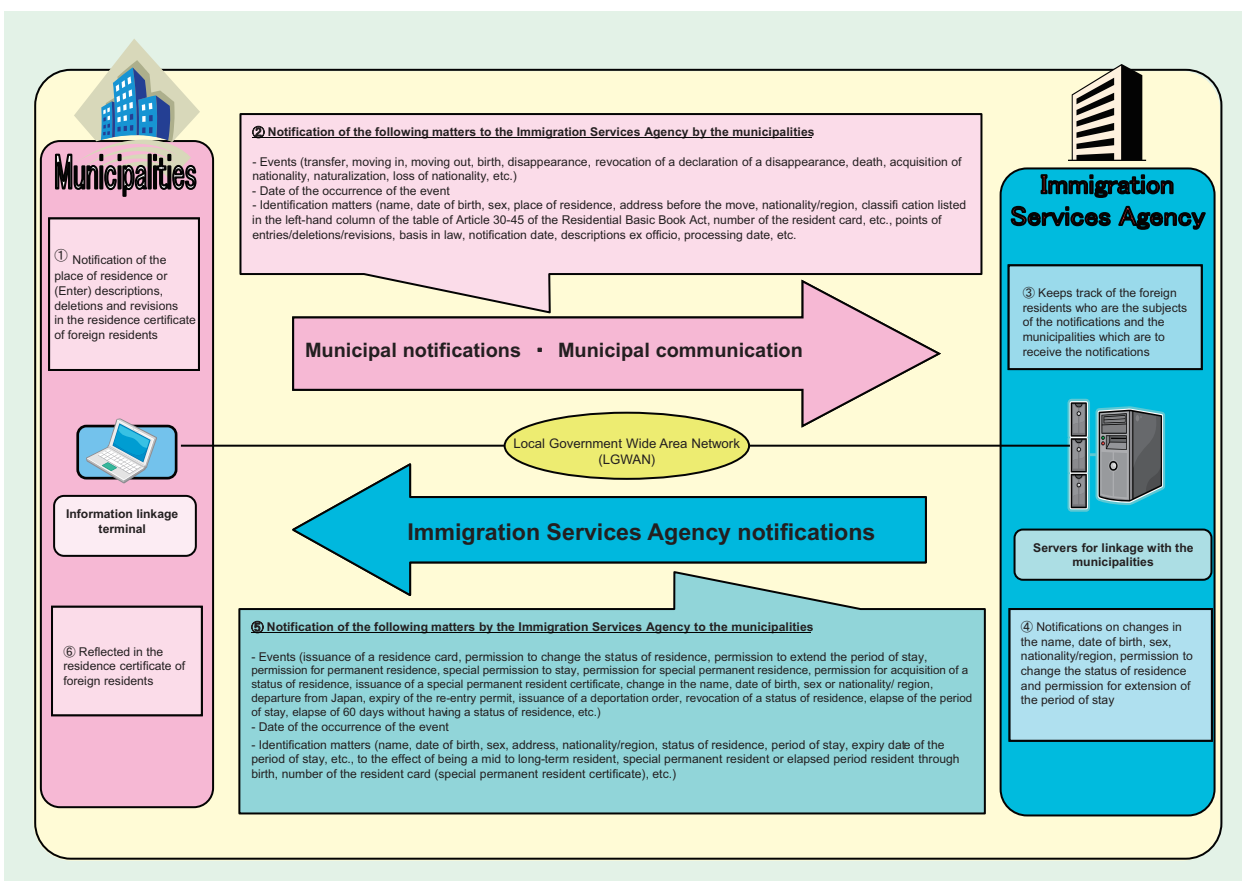 Municipalities
① Notification of the
place of residence or
(Enter) descriptions,
deletions and revisions
in the residence certificate
of foreign residents
Information linkage
terminal
⑥ Reflected in the
residence certificate of
foreign residents
② Notification of the following matters to the Immigration Services Agency by the municipalities
- Events (transfer, moving in, moving out, birth, disappearance, revocation of a declaration of a disappearance, death, acquisition of
nationality, naturalization, loss of nationality, etc.)
- Date of the occurrence of the event
- Identification matters (name, date of birth, sex, place of residence, address before the move, nationality/region, classifi cation listed
in the left-hand column of the table of Article 30-45 of the Residential Basic Book Act, number of the resident card, etc., points of
entries/deletions/revisions, basis in law, notification date, descriptions ex officio, processing date, etc.
Municipal notifications ・ Municipal communication
Local Government Wide Area Network
(LGWAN)
Immigration Services Agency notifications
⑤ Notification of the following matters by the Immigration Services Agency to the municipalities
- Events (issuance of a residence card, permission to change the status of residence, permission to extend the period of stay,
permission for permanent residence, special permission to stay, permission for special permanent residence, permission for acquisition of a
status of residence, issuance of a special permanent resident certificate, change in the name, date of birth, sex or nationality/ region,
departure from Japan, expiry of the re-entry permit, issuance of a deportation order, revocation of a status of residence, elapse of the period
of stay, elapse of 60 days without having a status of residence, etc.)
- Date of the occurrence of the event
- Identification matters (name, date of birth, sex, address, nationality/region, status of residence, period of stay, expiry date of the
period of stay, etc., to the effect of being a mid to long-term resident, special permanent resident or elapsed period resident through
birth, number of the resident card (special permanent resident certificate), etc.)
Immigration
Services Agency
③ Keeps track of the foreign
residents who are the subjects
of the notifications and the
municipalities which are to
receive the notifications
Servers for linkage with the
municipalities
④ Notifications on changes in
the name, date of birth, sex,
nationality/region, permission to
change the status of residence
and permission for extension of
the period of stay